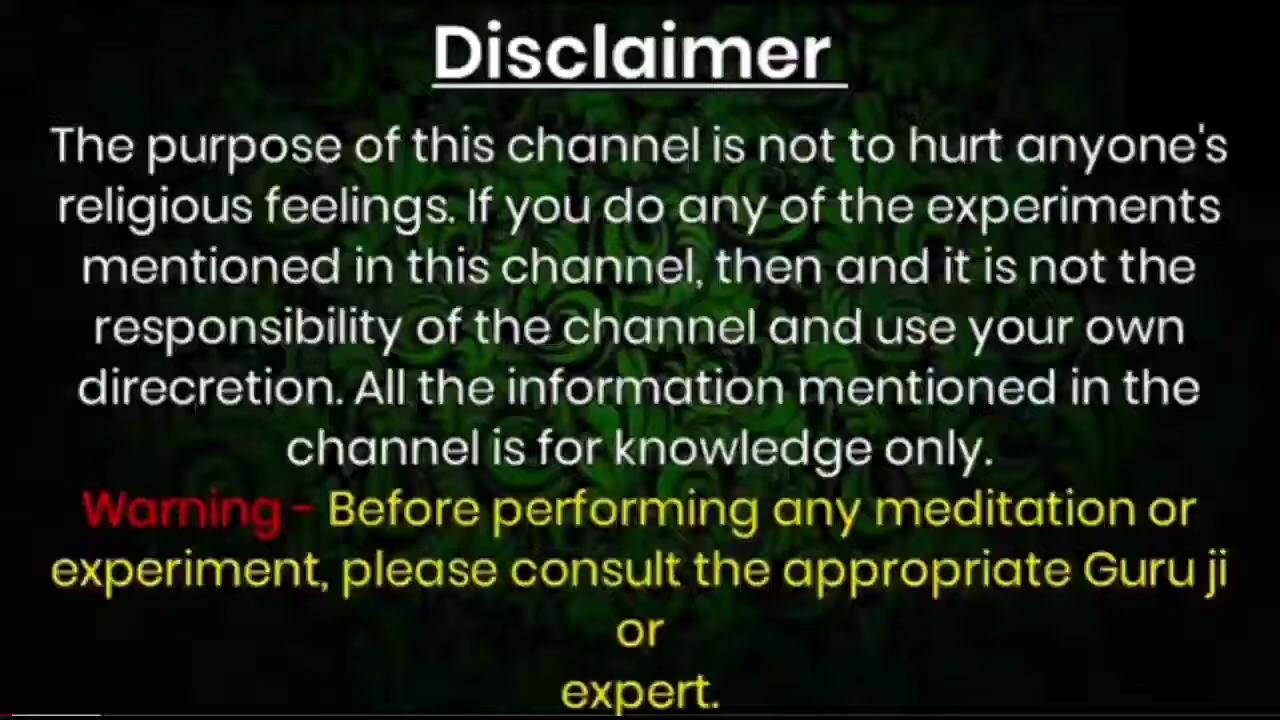 Disclaimer
The purpose of this channel is not to hurt anyone's
religious feelings. If you do any of the experiments
mentioned in this channel, then and it is not the
responsibility of the channel and use your own
direcretion. All the information mentioned in the
channel is for knowledge only.
Warning - Before performing any meditation or
experiment, please consult the appropriate Guru ji
or
expert.